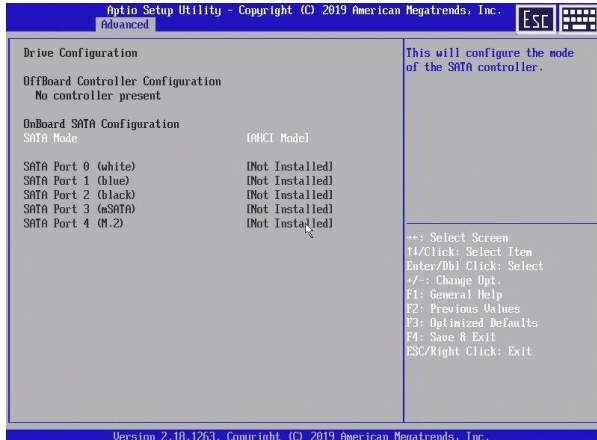 Aptio Setup Utility - Copyright (C) 2019 American Megatrends, Inc.
Advanced
Esc
Drive Configuration
OffBoard Controller Configuration
No controller present
OnBoard SATA Configuration
SATA Mode [AHCI Mode]
SATA Port 0 (white) [Not Installed]
SATA Port 1 (blue) [Not Installed]
SATA Port 2 (black) [Not Installed]
SATA Port 3 (mSATA) [Not Installed]
SATA Port 4 (M.2) [Not Installed]
This will configure the mode
of the SATA controller.
→←: Select Screen
↑↓/Click: Select Item
Enter/Dbl Click: Select
+/-: Change Opt.
F1: General Help
F2: Previous Values
F3: Optimized Defaults
F4: Save & Exit
ESC/Right Click: Exit
Version 2.18.1263. Copyright (C) 2019 American Megatrends, Inc.